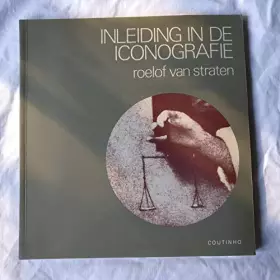 INLEIDING IN DE
ICONOGRAFIE
roelof van straten
COUTINHO